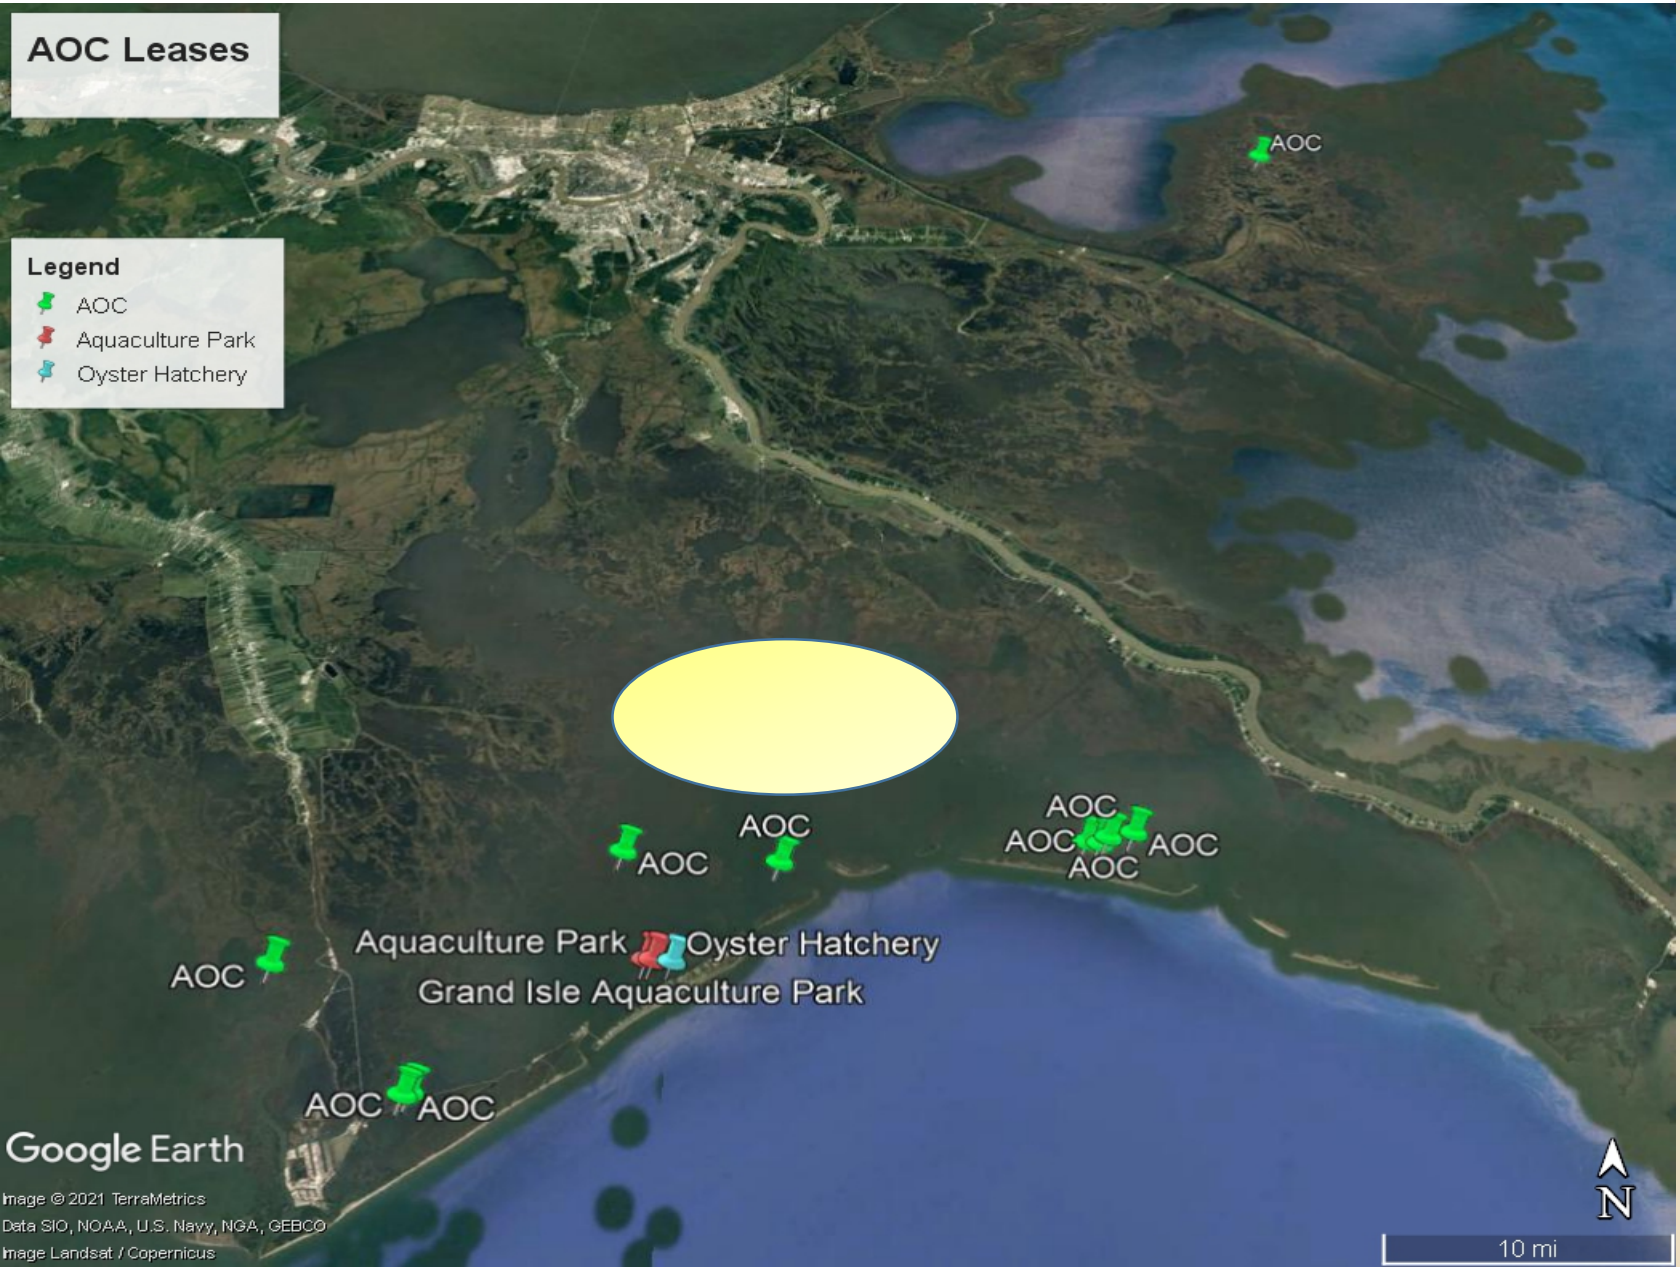 AOC Leases
AOC
Legend
AOC
Aquaculture Park
Oyster Hatchery
AOC
AOC
AOC
AOC
AOC
AOC
AOC
Aquaculture Park
Oyster Hatchery
AOC
Grand Isle Aquaculture Park
AOC
AOC
Google Earth
Image © 2021 TerraMetrics
Data SIO, NOAA, U.S. Navy, NGA, GEBCO
Image Landsat / Copernicus
N
10 mi